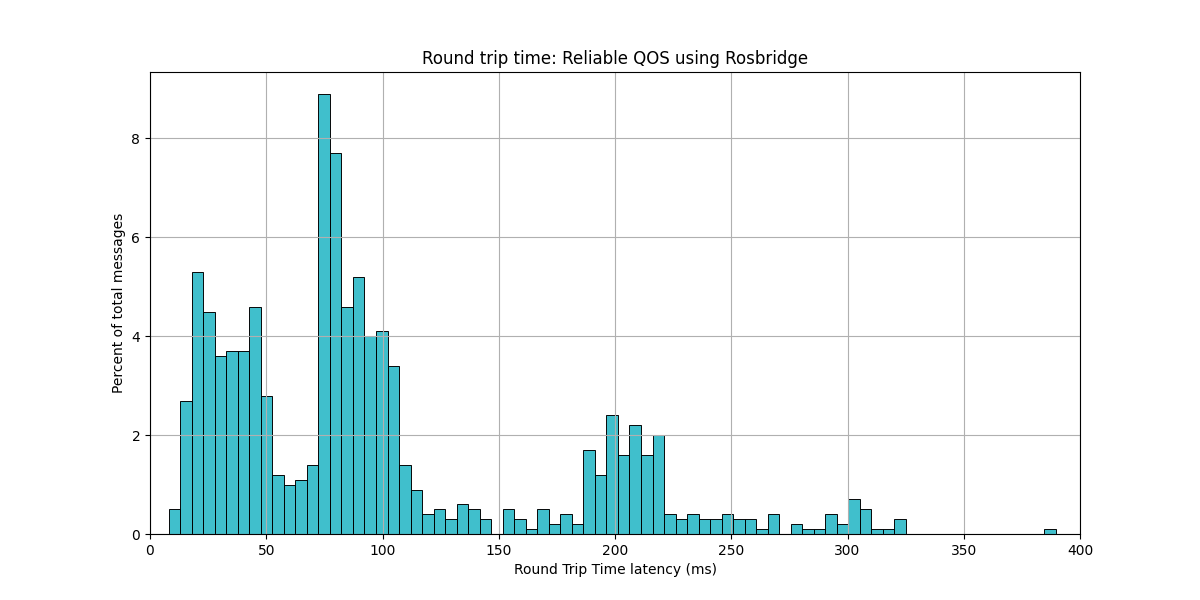 Round trip time: Reliable QOS using Rosbridge
Percent of total messages
8
6
4
2
0
0 50 100 150 200 250 300 350 400
Round Trip Time latency (ms)